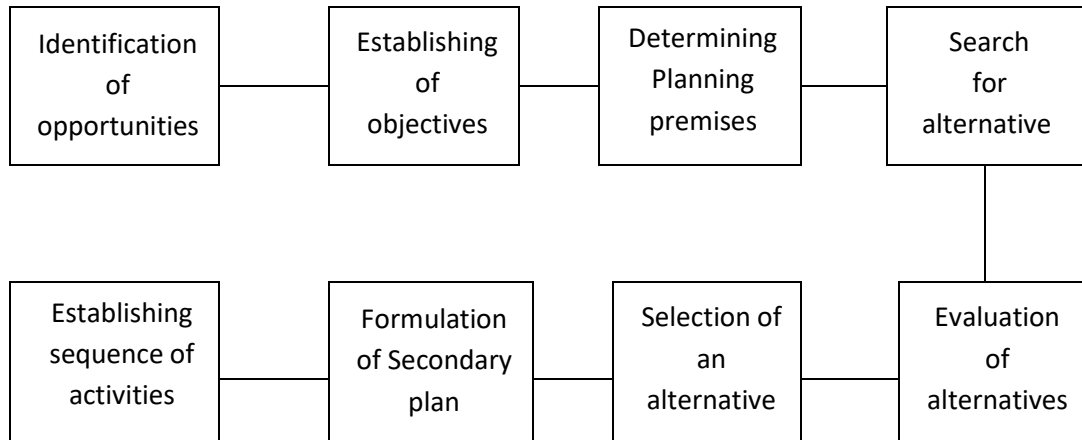 Identification
of
opportunities
Establishing
of
objectives
Determining
Planning
premises
Search
for
alternative
Evaluation
of
alternatives
Selection of
an
alternative
Formulation
of Secondary
plan
Establishing
sequence of
activities